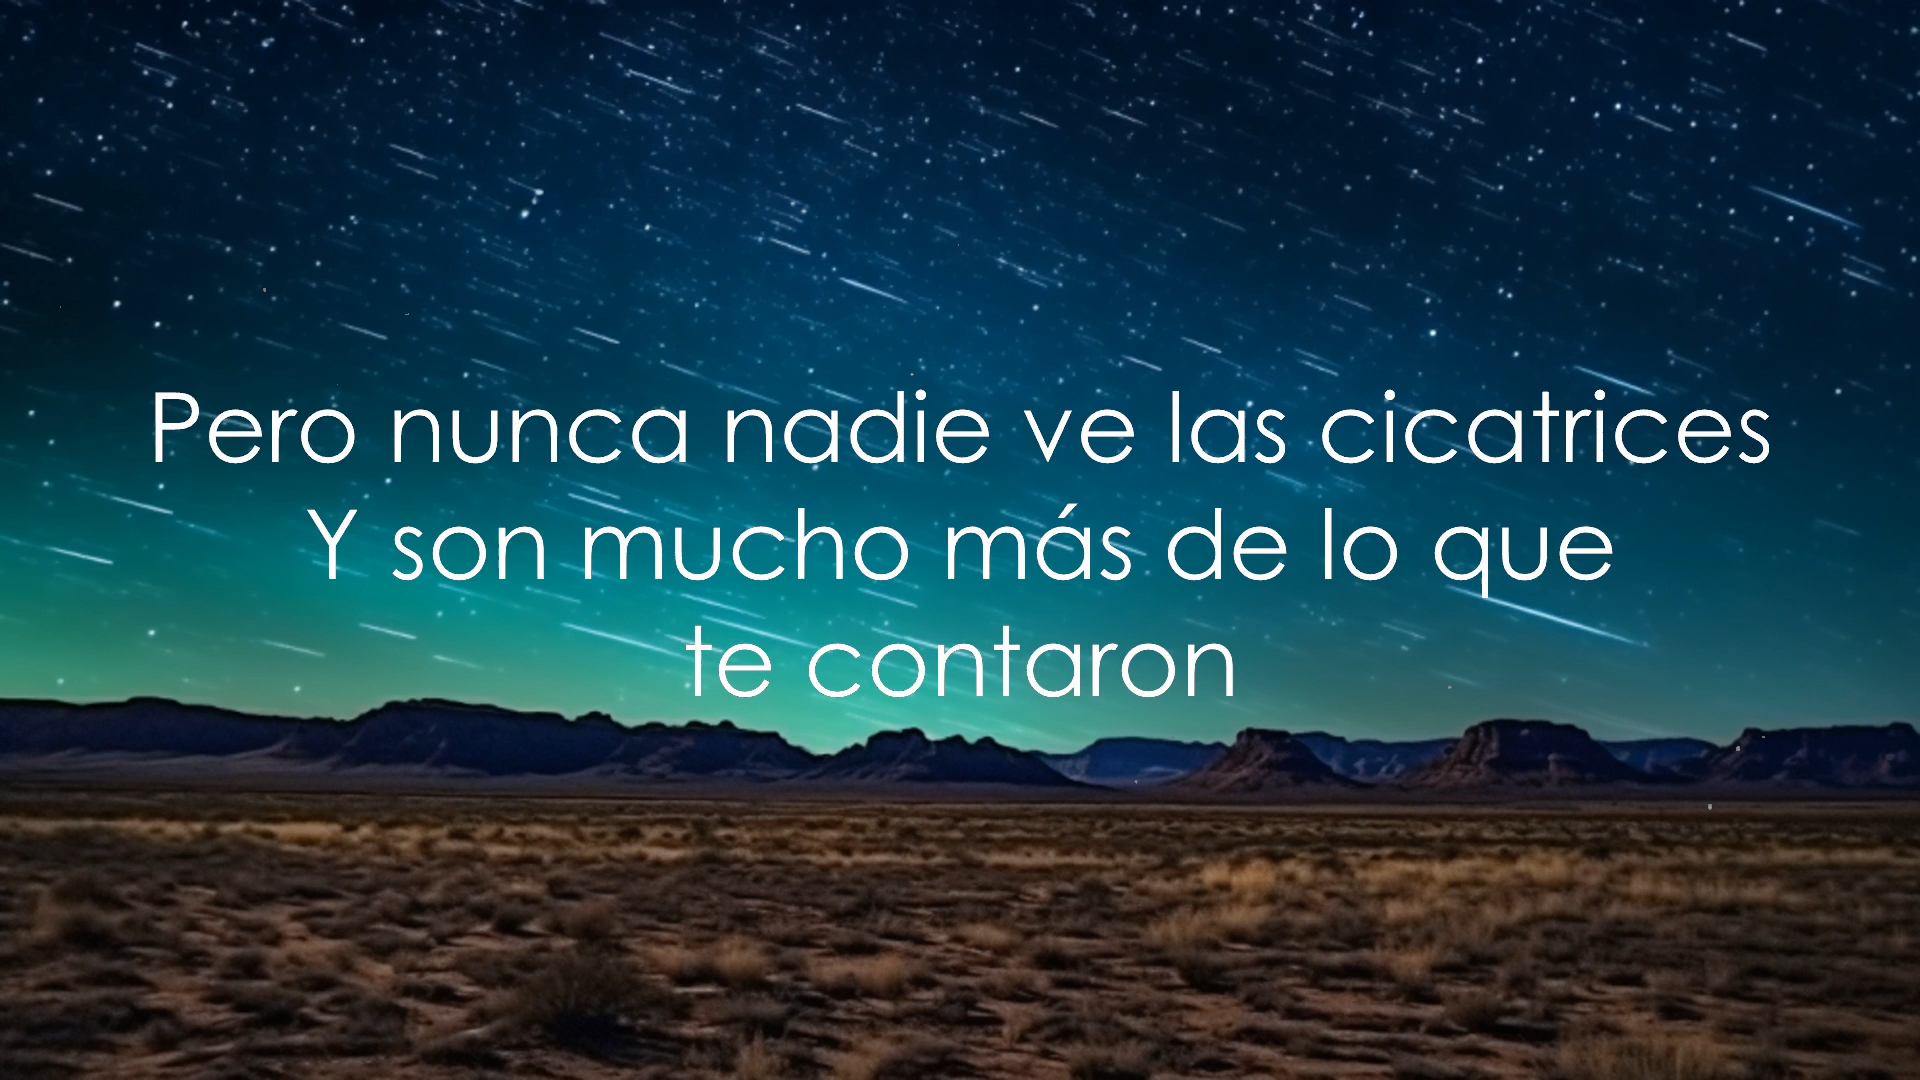 Pero nunca nadie ve las cicatrices
Y son mucho más de lo que
te contaron